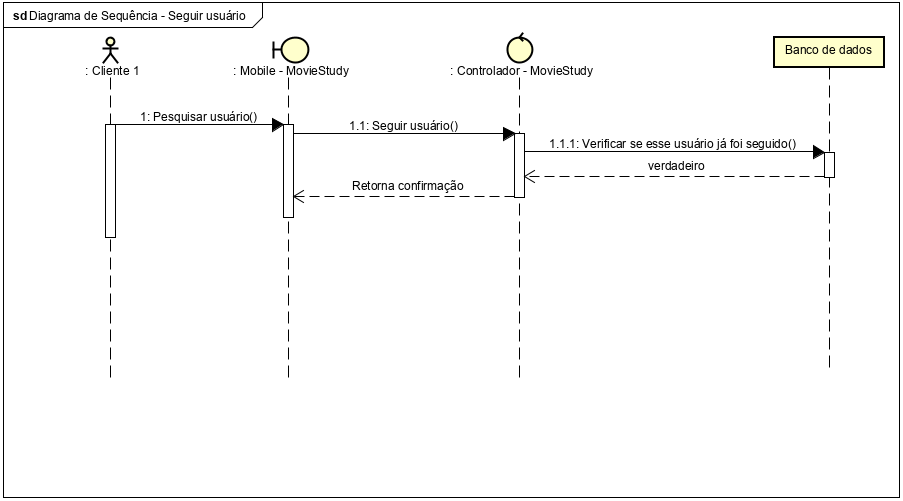 sd Diagrama de Sequência - Seguir usuário
: Cliente 1
: Mobile - MovieStudy
: Controlador - MovieStudy
Banco de dados
1: Pesquisar usuário()
1.1: Seguir usuário()
1.1.1: Verificar se esse usuário já foi seguido()
verdadeiro
Retorna confirmação